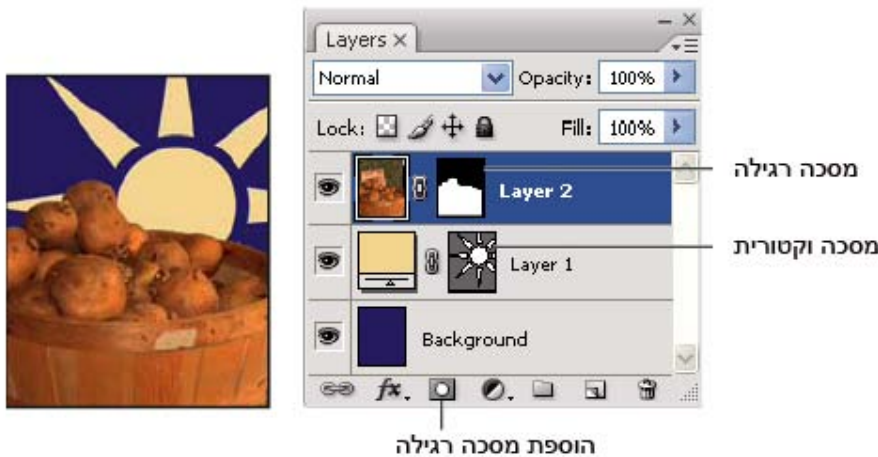 Layers ×
Normal Opacity: 100%
Lock: Fill: 100%
Layer 2
מסכה רגילה
Layer 1
מסכה וקטורית
Background
fx.
הוספת מסכה רגילה